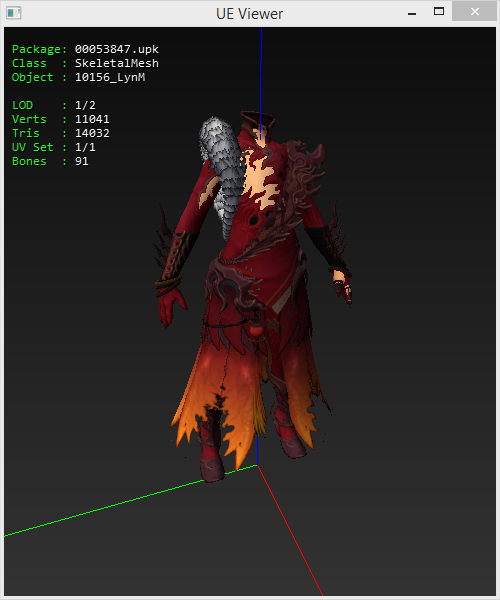 UE Viewer
Package: 00053847.upk
Class : SkeletalMesh
Object : 10156_LynM
LOD : 1/2
Verts : 11041
Tris : 14032
UV Set : 1/1
Bones : 91